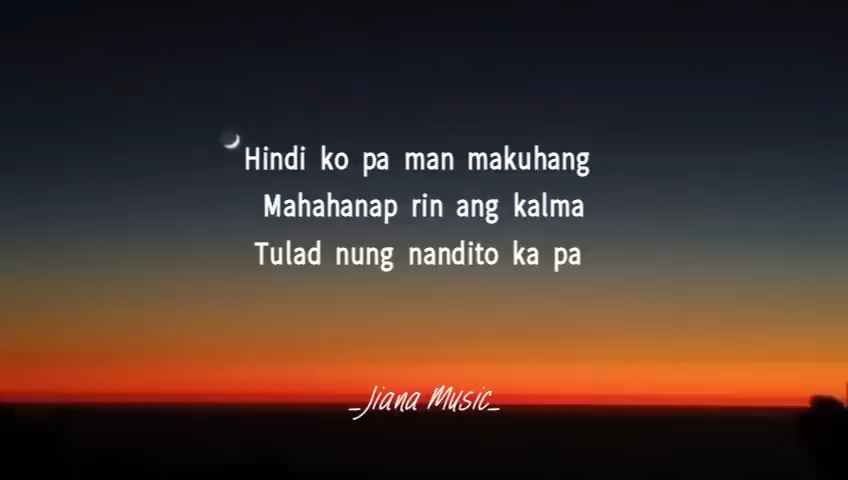 Hindi ko pa man makuhang
Mahahanap rin ang kalma
Tulad nung nandito ka pa
_Jiana Music_